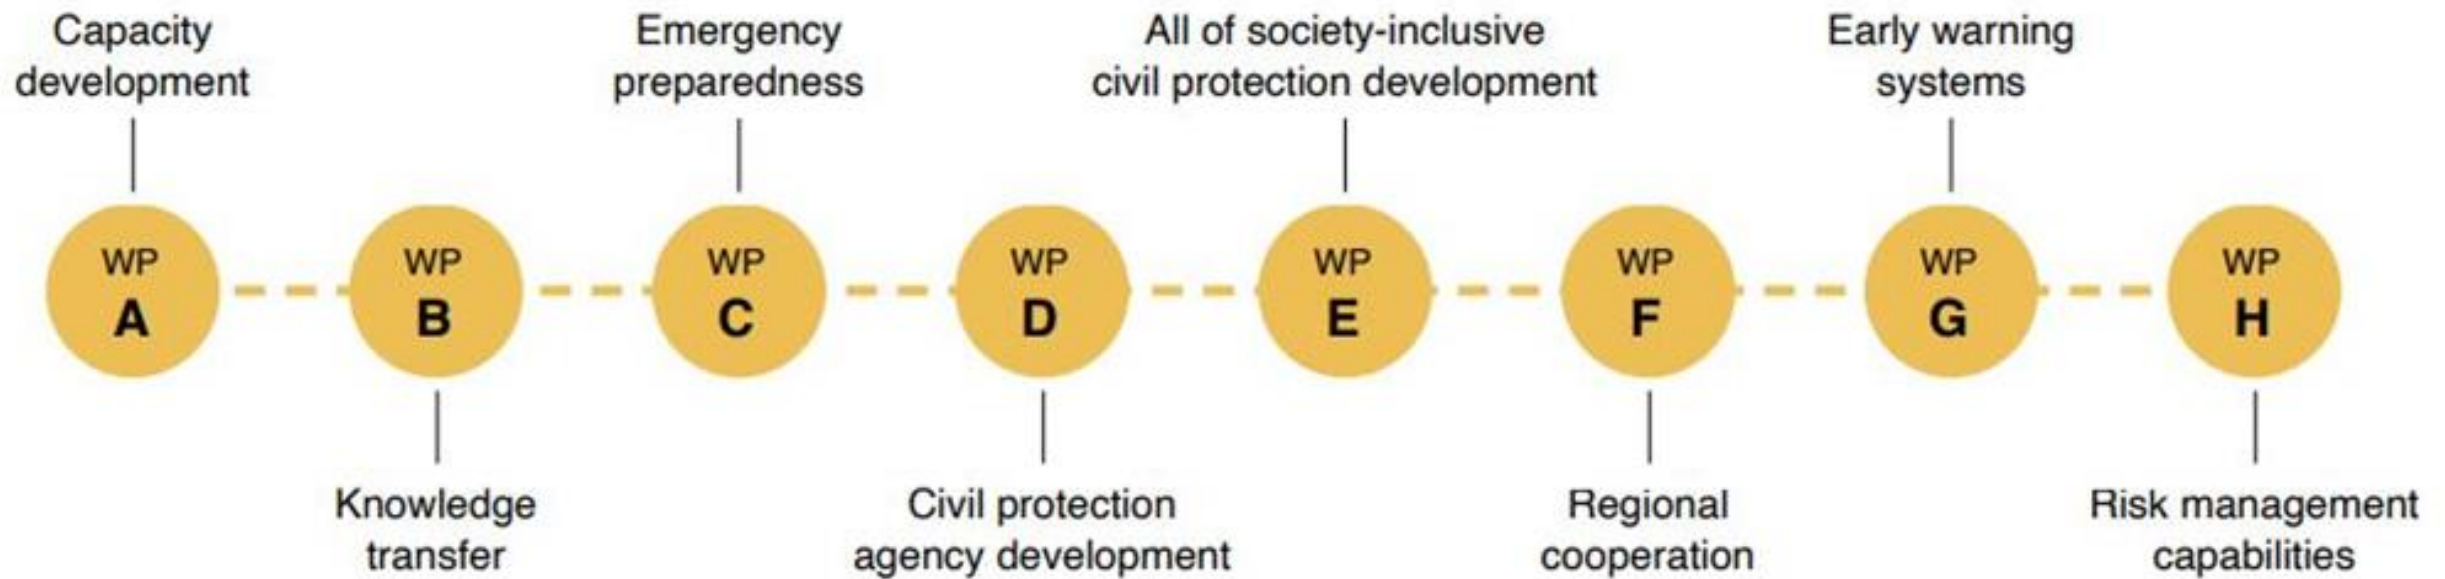 Capacity
development
Emergency
preparedness
All of society-inclusive
civil protection development
Early warning
systems
WP
A
WP
B
WP
C
WP
D
WP
E
WP
F
WP
G
WP
H
Knowledge
transfer
Civil protection
agency development
Regional
cooperation
Risk management
capabilities